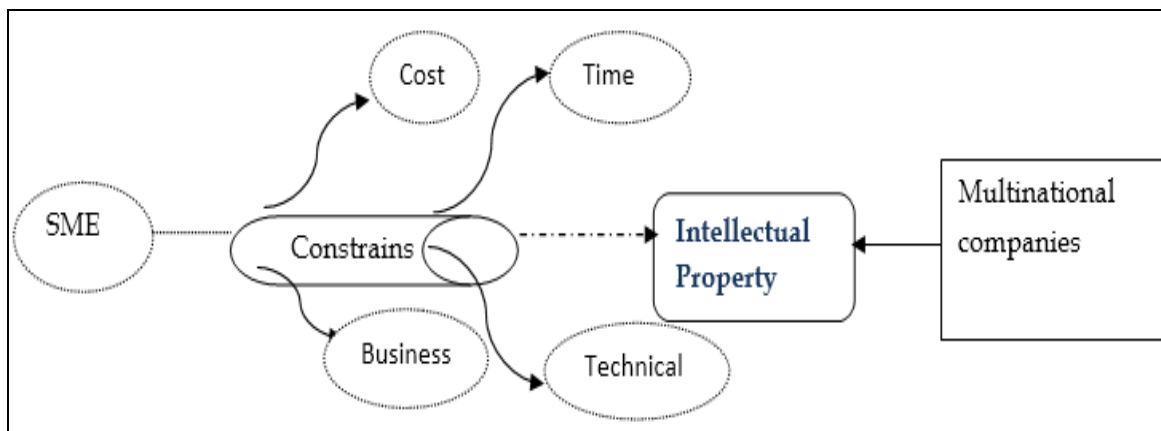 Cost
Time
SME
Constrains
Intellectual
Property
Multinational
companies
Business
Technical